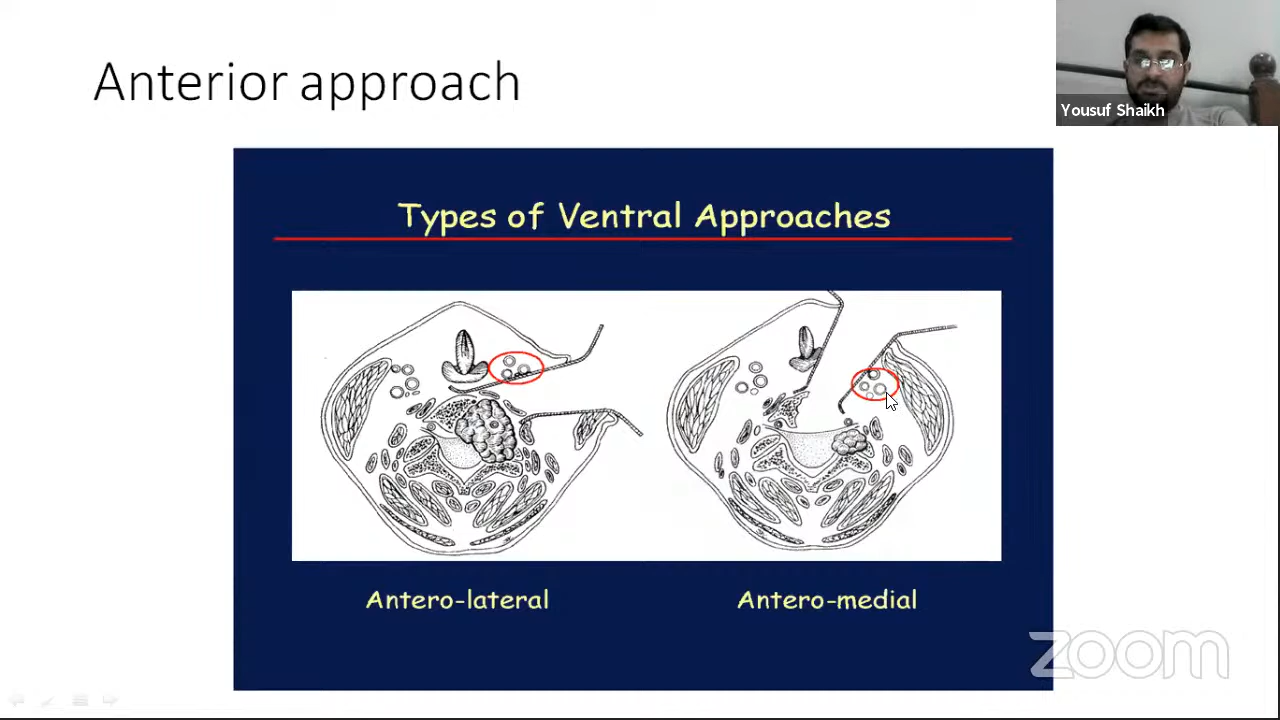 Anterior approach
Yousuf Shaikh
Types of Ventral Approaches
Antero-lateral
Antero-medial
zoom